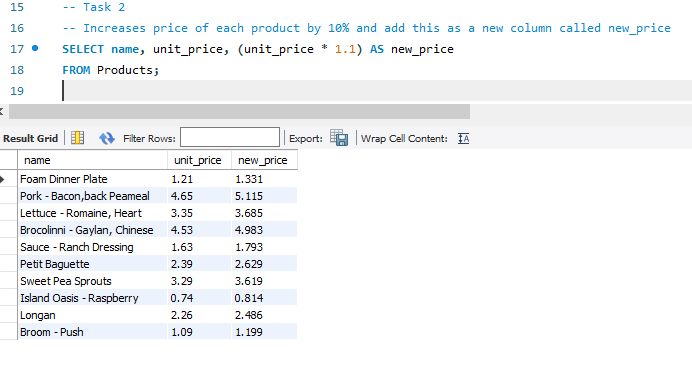 15 -- Task 2
16 -- Increases price of each product by 10% and add this as a new column called new_price
17 SELECT name, unit_price, (unit_price * 1.1) AS new_price
18 FROM Products;
19
Result Grid Filter Rows: Export: Wrap Cell Content:
name unit_price new_price
Foam Dinner Plate 1.21 1.331
Pork - Bacon,back Peameal 4.65 5.115
Lettuce - Romaine, Heart 3.35 3.685
Brocolinni - Gaylan, Chinese 4.53 4.983
Sauce - Ranch Dressing 1.63 1.793
Petit Baguette 2.39 2.629
Sweet Pea Sprouts 3.29 3.619
Island Oasis - Raspberry 0.74 0.814
Longan 2.26 2.486
Broom - Push 1.09 1.199